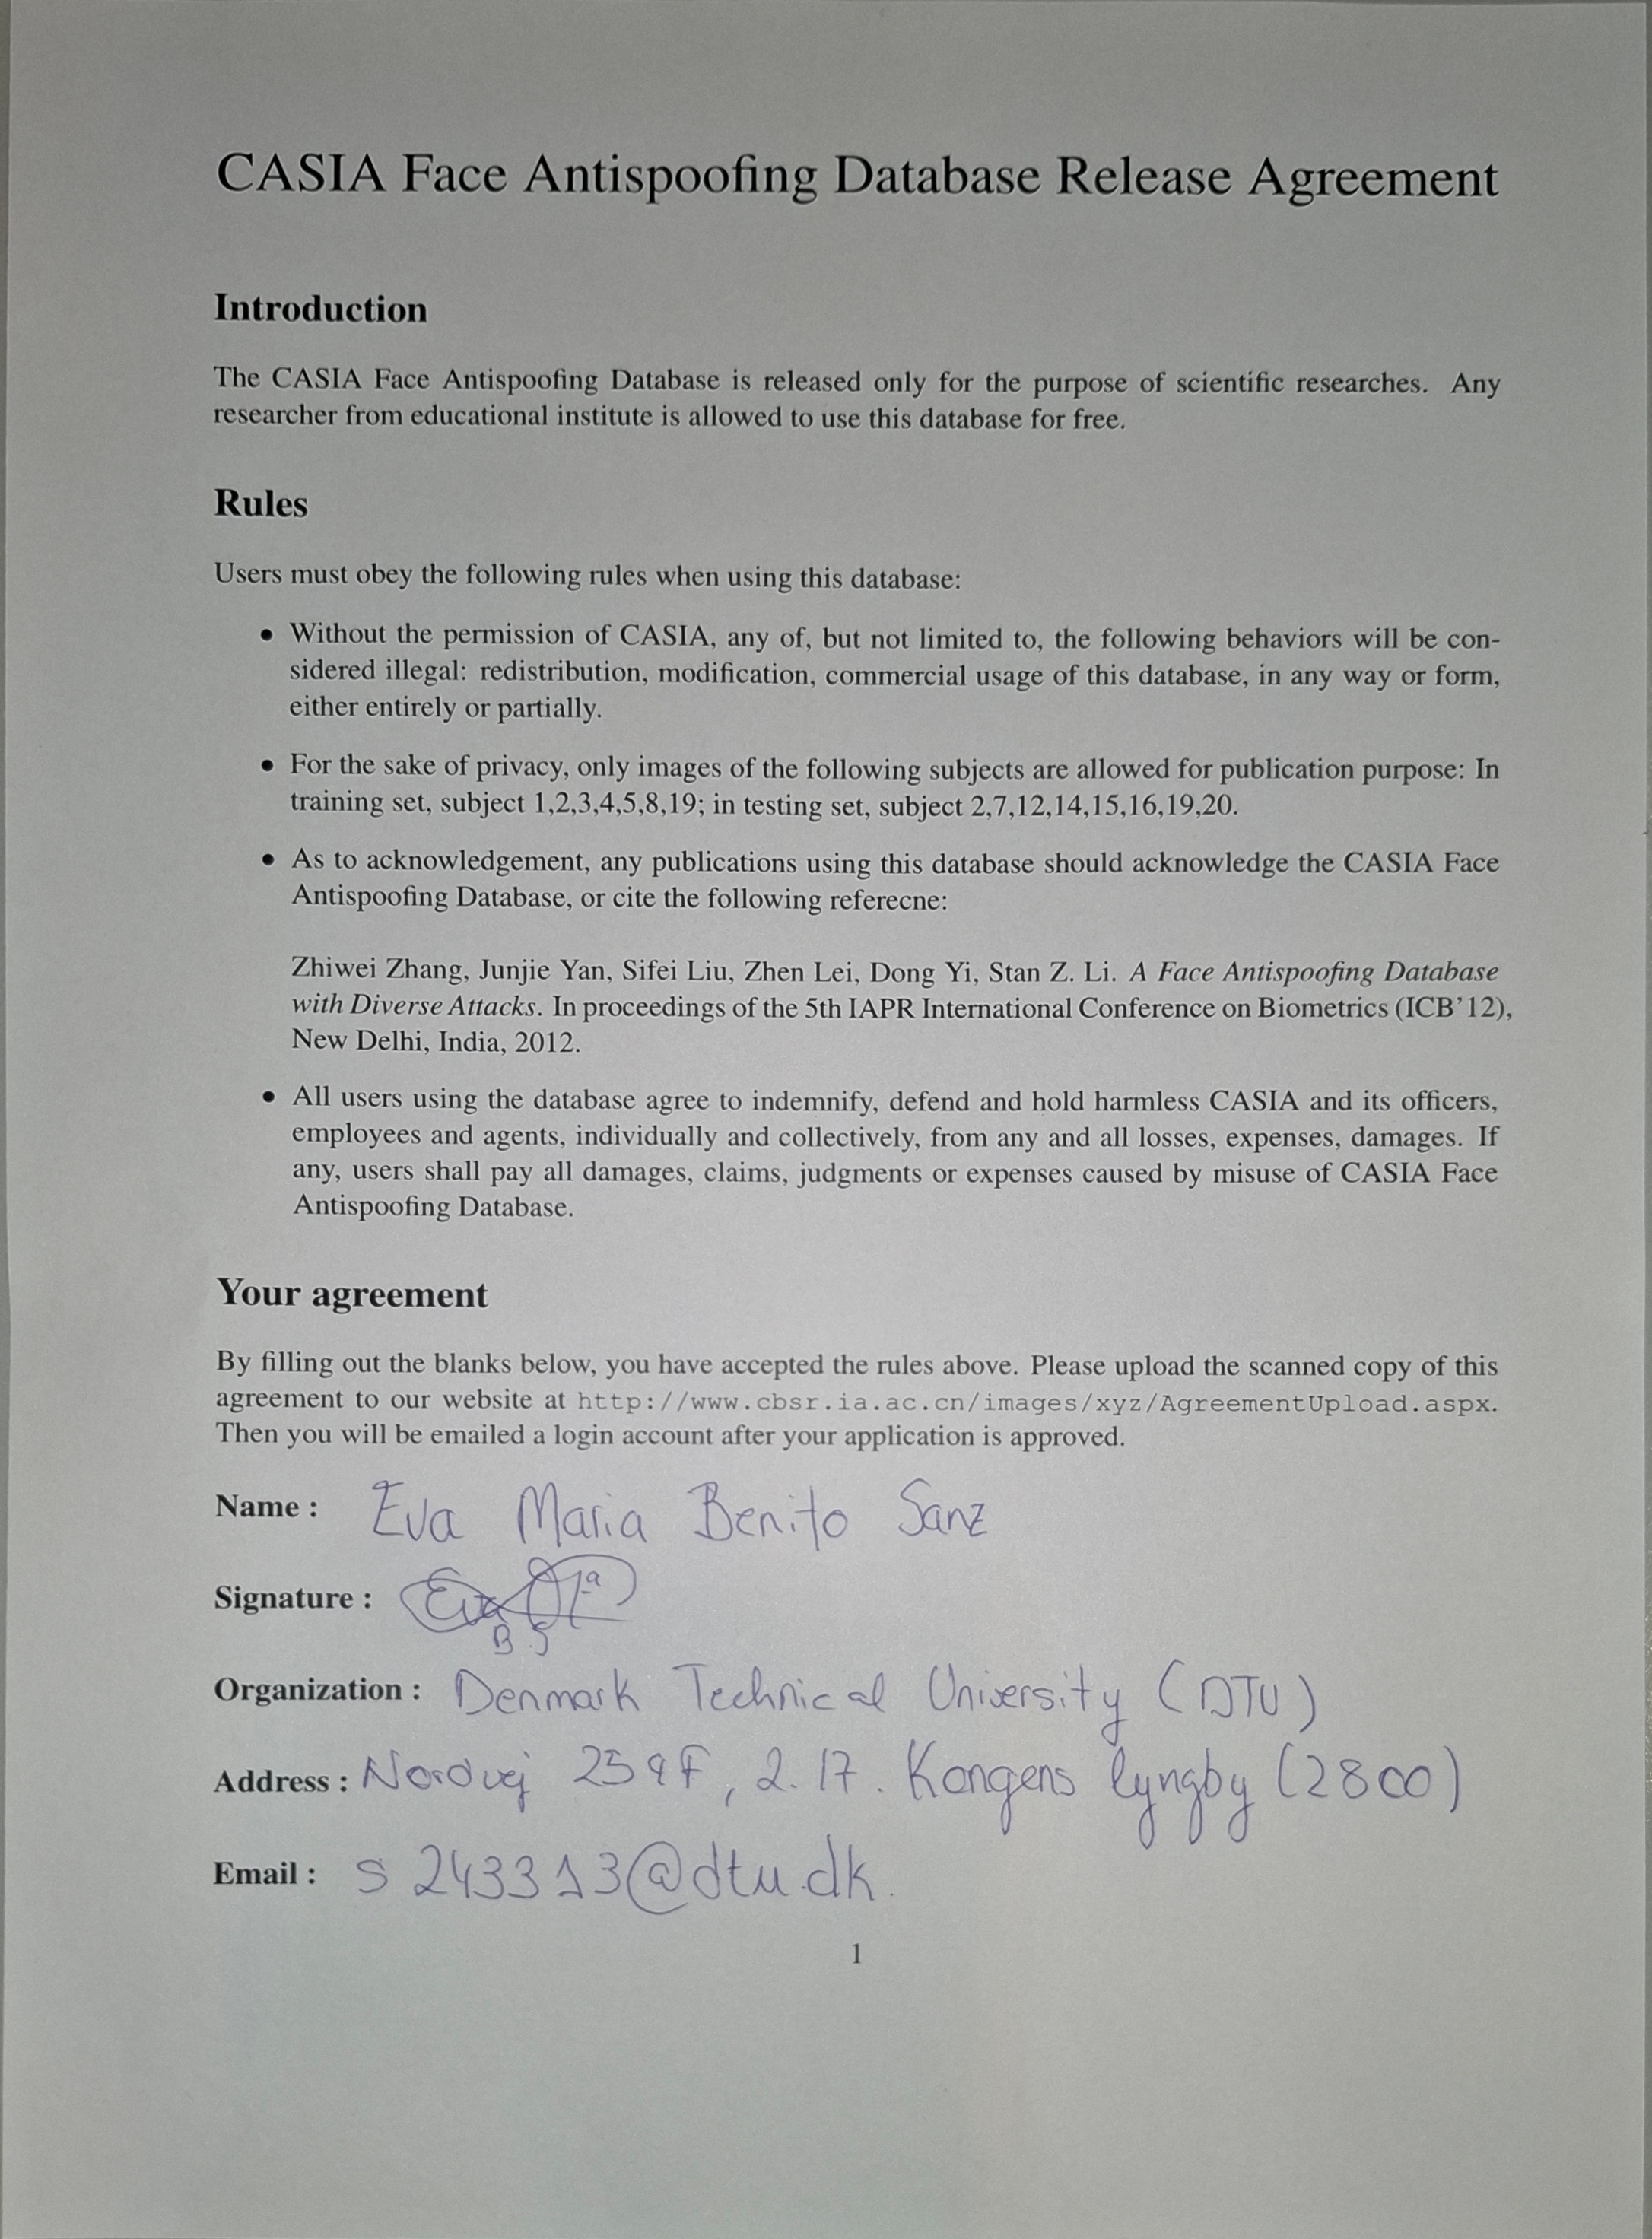 CASIA Face Antispoofing Database Release Agreement
Introduction
The CASIA Face Antispoofing Database is released only for the purpose of scientific researches. Any
researcher from educational institute is allowed to use this database for free.
Rules
Users must obey the following rules when using this database:
• Without the permission of CASIA, any of, but not limited to, the following behaviors will be con-
sidered illegal: redistribution, modification, commercial usage of this database, in any way or form,
either entirely or partially.
• For the sake of privacy, only images of the following subjects are allowed for publication purpose: In
training set, subject 1,2,3,4,5,8,19; in testing set, subject 2,7,12,14,15,16,19,20.
• As to acknowledgement, any publications using this database should acknowledge the CASIA Face
Antispoofing Database, or cite the following referecne:
Zhiwei Zhang, Junjie Yan, Sifei Liu, Zhen Lei, Dong Yi, Stan Z. Li. A Face Antispoofing Database
with Diverse Attacks. In proceedings of the 5th IAPR International Conference on Biometrics (ICB'12),
New Delhi, India, 2012.
• All users using the database agree to indemnify, defend and hold harmless CASIA and its officers,
employees and agents, individually and collectively, from any and all losses, expenses, damages. If
any, users shall pay all damages, claims, judgments or expenses caused by misuse of CASIA Face
Antispoofing Database.
Your agreement
By filling out the blanks below, you have accepted the rules above. Please upload the scanned copy of this
agreement to our website at http://www.cbsr.ia.ac.cn/images/xyz/AgreementUpload.aspx.
Then you will be emailed a login account after your application is approved.
Name : Eva Maria Benito Sanz
Signature : Eva Mª
B S
Organization : Denmark Technical University (DTU)
Address : Nordvej 259F, 2.17. Kongens lyngby (2800)
Email : s243313@dtu.dk.
1